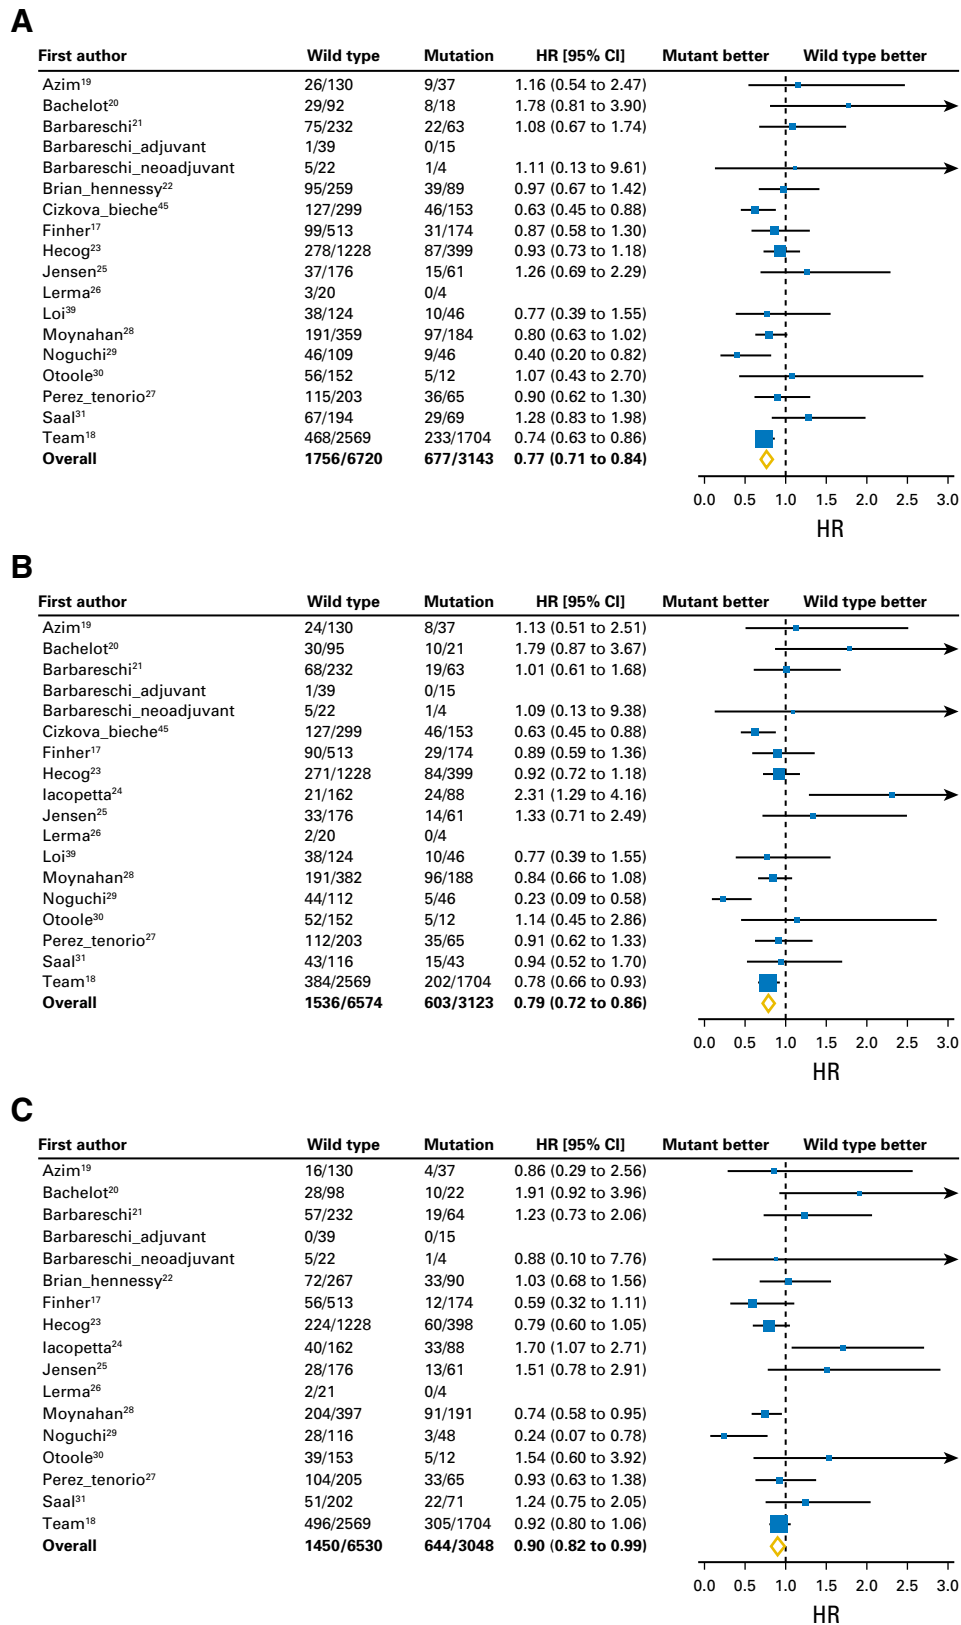 A
First author Wild type Mutation HR [95% CI] Mutant better Wild type better
Azim19 26/130 9/37 1.16 (0.54 to 2.47)
Bachelot20 29/92 8/18 1.78 (0.81 to 3.90)
Barbareschi21 75/232 22/63 1.08 (0.67 to 1.74)
Barbareschi_adjuvant 1/39 0/15
Barbareschi_neoadjuvant 5/22 1/4 1.11 (0.13 to 9.61)
Brian_hennessy22 95/259 39/89 0.97 (0.67 to 1.42)
Cizkova_bieche45 127/299 46/153 0.63 (0.45 to 0.88)
Finher17 99/513 31/174 0.87 (0.58 to 1.30)
Hecog23 278/1228 87/399 0.93 (0.73 to 1.18)
Jensen25 37/176 15/61 1.26 (0.69 to 2.29)
Lerma26 3/20 0/4
Loi39 38/124 10/46 0.77 (0.39 to 1.55)
Moynahan28 191/359 97/184 0.80 (0.63 to 1.02)
Noguchi29 46/109 9/46 0.40 (0.20 to 0.82)
Otoole30 56/152 5/12 1.07 (0.43 to 2.70)
Perez_tenorio27 115/203 36/65 0.90 (0.62 to 1.30)
Saal31 67/194 29/69 1.28 (0.83 to 1.98)
Team18 468/2569 233/1704 0.74 (0.63 to 0.86)
Overall 1756/6720 677/3143 0.77 (0.71 to 0.84)
0.0 0.5 1.0 1.5 2.0 2.5 3.0
HR
B
First author Wild type Mutation HR [95% CI] Mutant better Wild type better
Azim19 24/130 8/37 1.13 (0.51 to 2.51)
Bachelot20 30/95 10/21 1.79 (0.87 to 3.67)
Barbareschi21 68/232 19/63 1.01 (0.61 to 1.68)
Barbareschi_adjuvant 1/39 0/15
Barbareschi_neoadjuvant 5/22 1/4 1.09 (0.13 to 9.38)
Cizkova_bieche45 127/299 46/153 0.63 (0.45 to 0.88)
Finher17 90/513 29/174 0.89 (0.59 to 1.36)
Hecog23 271/1228 84/399 0.92 (0.72 to 1.18)
Iacopetta24 21/162 24/88 2.31 (1.29 to 4.16)
Jensen25 33/176 14/61 1.33 (0.71 to 2.49)
Lerma26 2/20 0/4
Loi39 38/124 10/46 0.77 (0.39 to 1.55)
Moynahan28 191/382 96/188 0.84 (0.66 to 1.08)
Noguchi29 44/112 5/46 0.23 (0.09 to 0.58)
Otoole30 52/152 5/12 1.14 (0.45 to 2.86)
Perez_tenorio27 112/203 35/65 0.91 (0.62 to 1.33)
Saal31 43/116 15/43 0.94 (0.52 to 1.70)
Team18 384/2569 202/1704 0.78 (0.66 to 0.93)
Overall 1536/6574 603/3123 0.79 (0.72 to 0.86)
0.0 0.5 1.0 1.5 2.0 2.5 3.0
HR
C
First author Wild type Mutation HR [95% CI] Mutant better Wild type better
Azim19 16/130 4/37 0.86 (0.29 to 2.56)
Bachelot20 28/98 10/22 1.91 (0.92 to 3.96)
Barbareschi21 57/232 19/64 1.23 (0.73 to 2.06)
Barbareschi_adjuvant 0/39 0/15
Barbareschi_neoadjuvant 5/22 1/4 0.88 (0.10 to 7.76)
Brian_hennessy22 72/267 33/90 1.03 (0.68 to 1.56)
Finher17 56/513 12/174 0.59 (0.32 to 1.11)
Hecog23 224/1228 60/398 0.79 (0.60 to 1.05)
Iacopetta24 40/162 33/88 1.70 (1.07 to 2.71)
Jensen25 28/176 13/61 1.51 (0.78 to 2.91)
Lerma26 2/21 0/4
Moynahan28 204/397 91/191 0.74 (0.58 to 0.95)
Noguchi29 28/116 3/48 0.24 (0.07 to 0.78)
Otoole30 39/153 5/12 1.54 (0.60 to 3.92)
Perez_tenorio27 104/205 33/65 0.93 (0.63 to 1.38)
Saal31 51/202 22/71 1.24 (0.75 to 2.05)
Team18 496/2569 305/1704 0.92 (0.80 to 1.06)
Overall 1450/6530 644/3048 0.90 (0.82 to 0.99)
0.0 0.5 1.0 1.5 2.0 2.5 3.0
HR